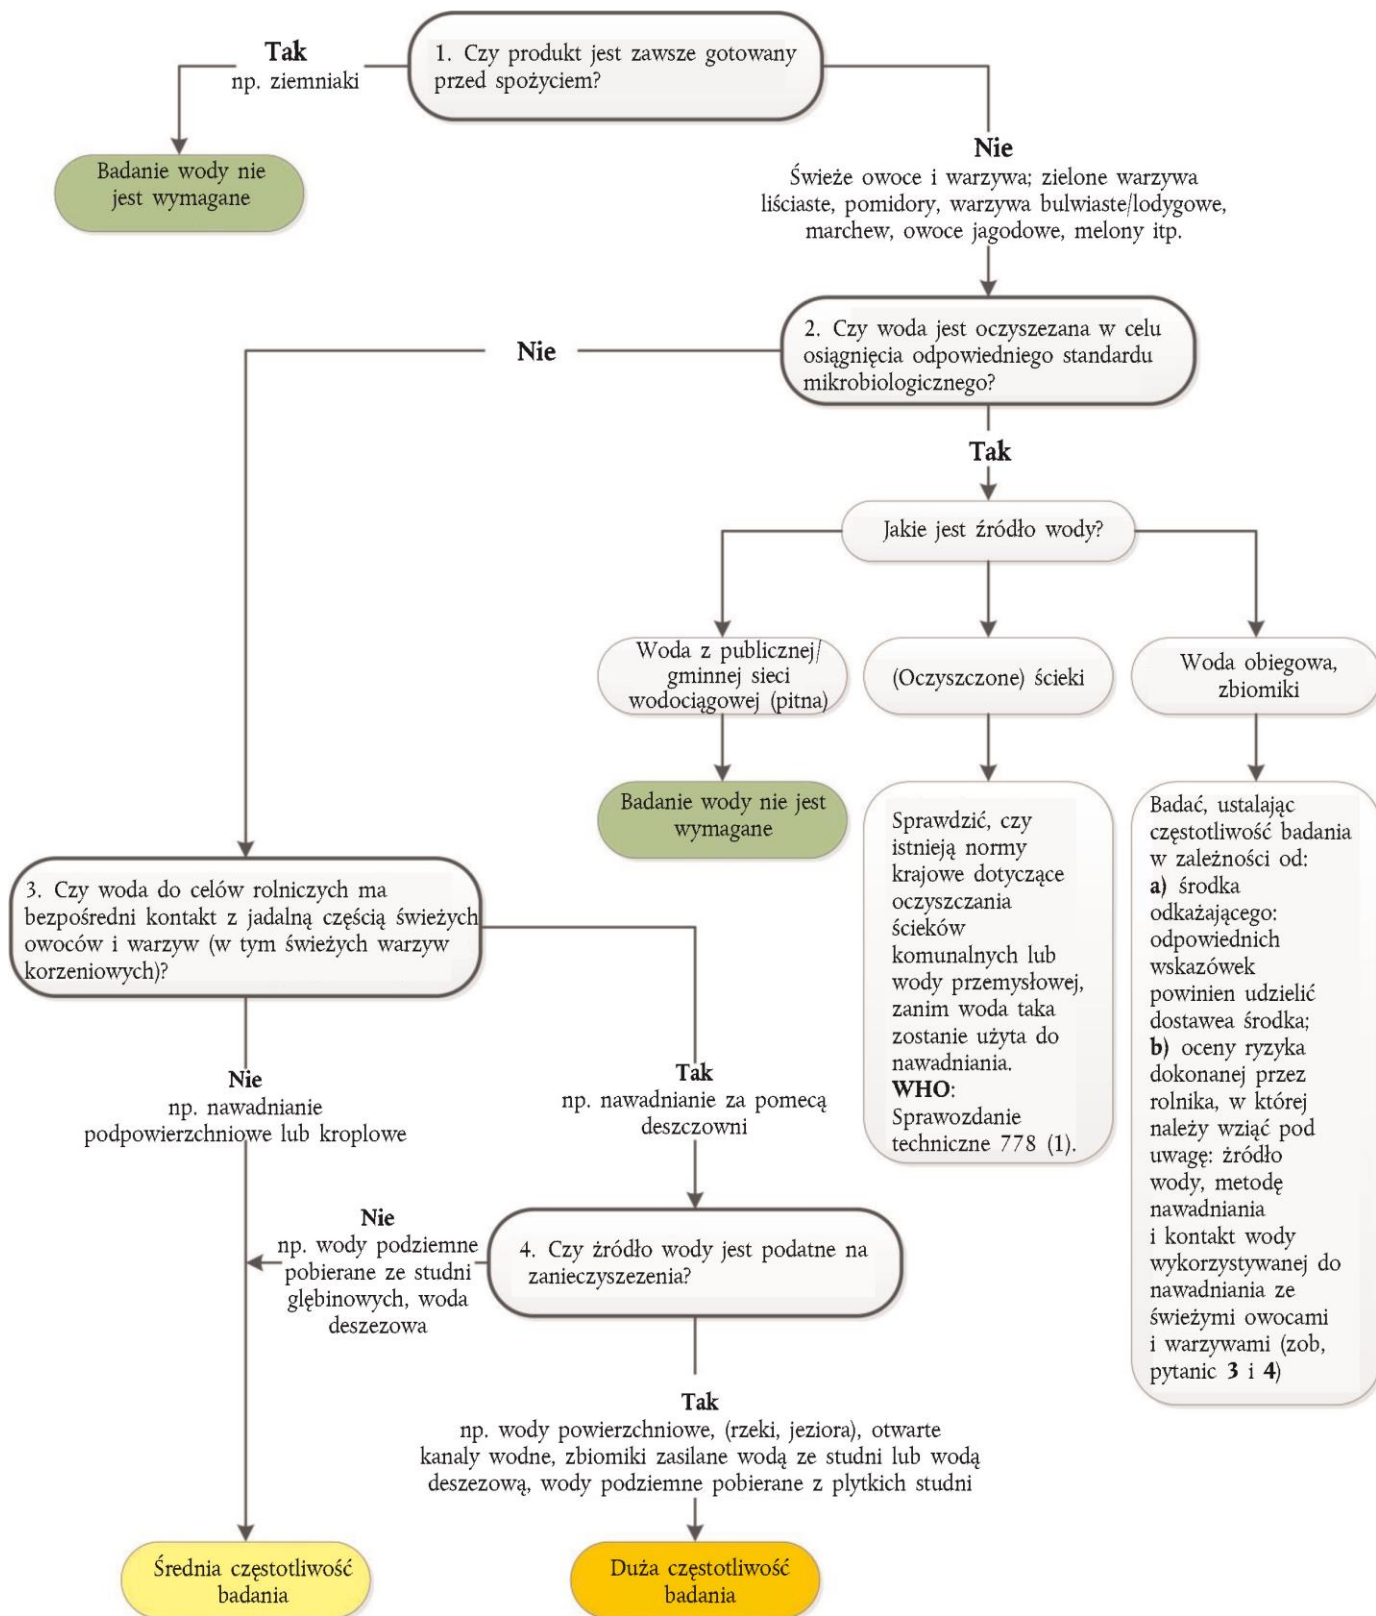 Tak
np. ziemniaki
1. Czy produkt jest zawsze gotowany
przed spożyciem?
Badanie wody nie
jest wymagane
Nie
Świeże owoce i warzywa; zielone warzywa
liściaste, pomidory, warzywa bulwiaste/lodygowe,
marchew, owoce jagodowe, melony itp.
2. Czy woda jest oczyszezana w celu
osiągnięcia odpowiedniego standardu
mikrobiologicznego?
Nie
Tak
Jakie jest źródło wody?
Woda z publicznej/
gminnej sieci
wodociągowej (pitna)
(Oczyszczone) ścieki
Woda obiegowa,
zbiomiki
Badanie wody nie jest
wymagane
Sprawdzić, czy
istnieją normy
krajowe dotyczące
oczyszczania
ścieków
komunalnych lub
wody przemysłowej,
zanim woda taka
zostanie użyta do
nawadniania.
WHO:
Sprawozdanie
techniczne 778 (1).
Badać, ustalając
częstotliwość badania
w zależności od:
a) środka
odkażającego:
odpowiednich
wskazówek
powinien udzielić
dostawea środka;
b) oceny ryzyka
dokonanej przez
rolnika, w której
należy wziąć pod
uwagę: żródło
wody, metodę
nawadniania
i kontakt wody
wykorzystywanej do
nawadniania ze
świeżymi owocami
i warzywami (zob,
pytanic 3 i 4)
3. Czy woda do celów rolniczych ma
bezpośredni kontakt z jadalną częścią świeżych
owoców i warzyw (w tym świeżych warzyw
korzeniowych)?
Nie
np. nawadnianie
podpowierzchniowe lub kroplowe
Tak
np. nawadnianie za pomecą
deszczowni
Nie
np. wody podziemne
pobierane ze studni
głębinowych, woda
deszezowa
4. Czy żródło wody jest podatne na
zanieczyszezenia?
Tak
np. wody powierzchniowe, (rzeki, jeziora), otwarte
kanaly wodne, zbiomiki zasilane wodą ze studni lub wodą
deszezową, wody podziemne pobierane z plytkich studni
Średnia częstotliwość
badania
Duża częstotliwość
badania